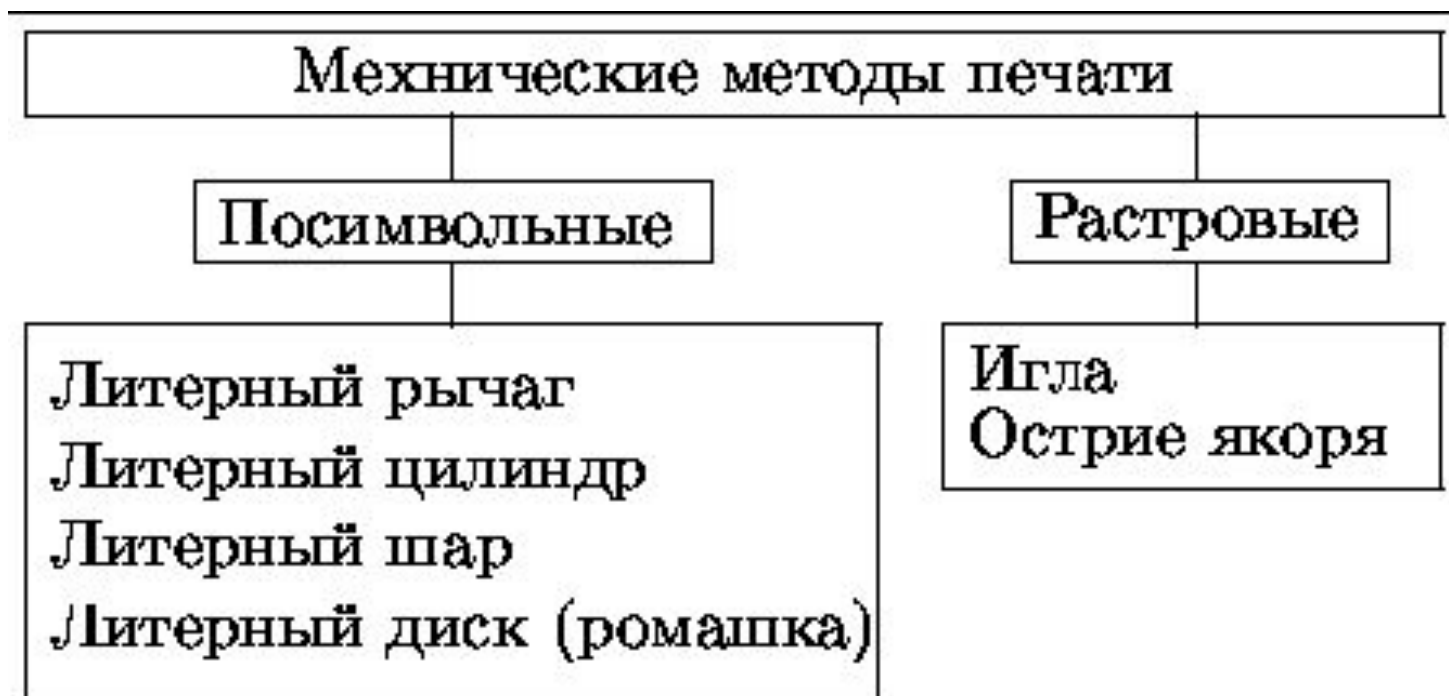 Мехнические методы печати
Посимвольные
Растровые
Литерный рычаг
Литерный цилиндр
Литерный шар
Литерный диск (ромашка)
Игла
Острие якоря